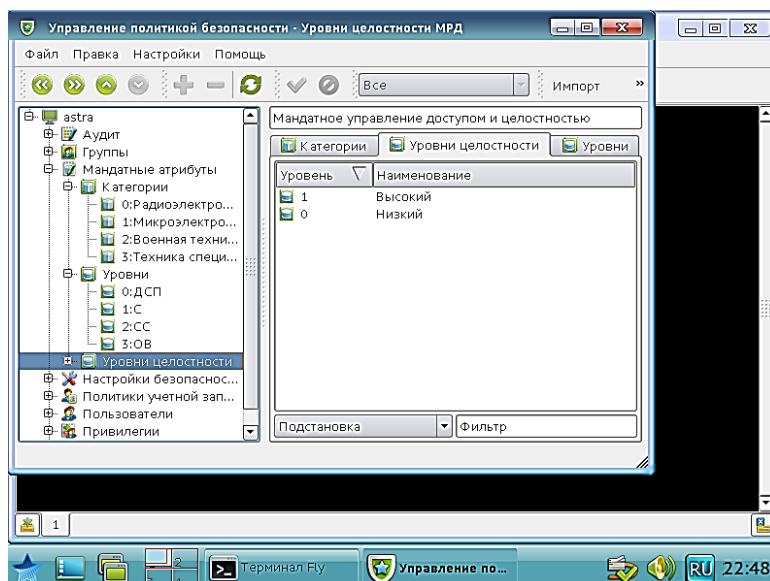 Управление политикой безопасности - Уровни целостности МРД
Файл Правка Настройки Помощь
Все
Импорт »
astra
Аудит
Группы
Мандатные атрибуты
Категории
0:Радиоэлектро...
1:Микроэлектро...
2:Военная техни...
3:Техника специ...
Уровни
0:ДСП
1:С
2:СС
3:ОВ
Уровни целостности
Настройки безопаснос...
Политики учетной зап...
Пользователи
Привилегии
Мандатное управление доступом и целостностью
Категории Уровни целостности Уровни
Уровень Наименование
1 Высокий
0 Низкий
Подстановка Фильтр
1
2
Терминал Fly
Управление по...
RU 22:48